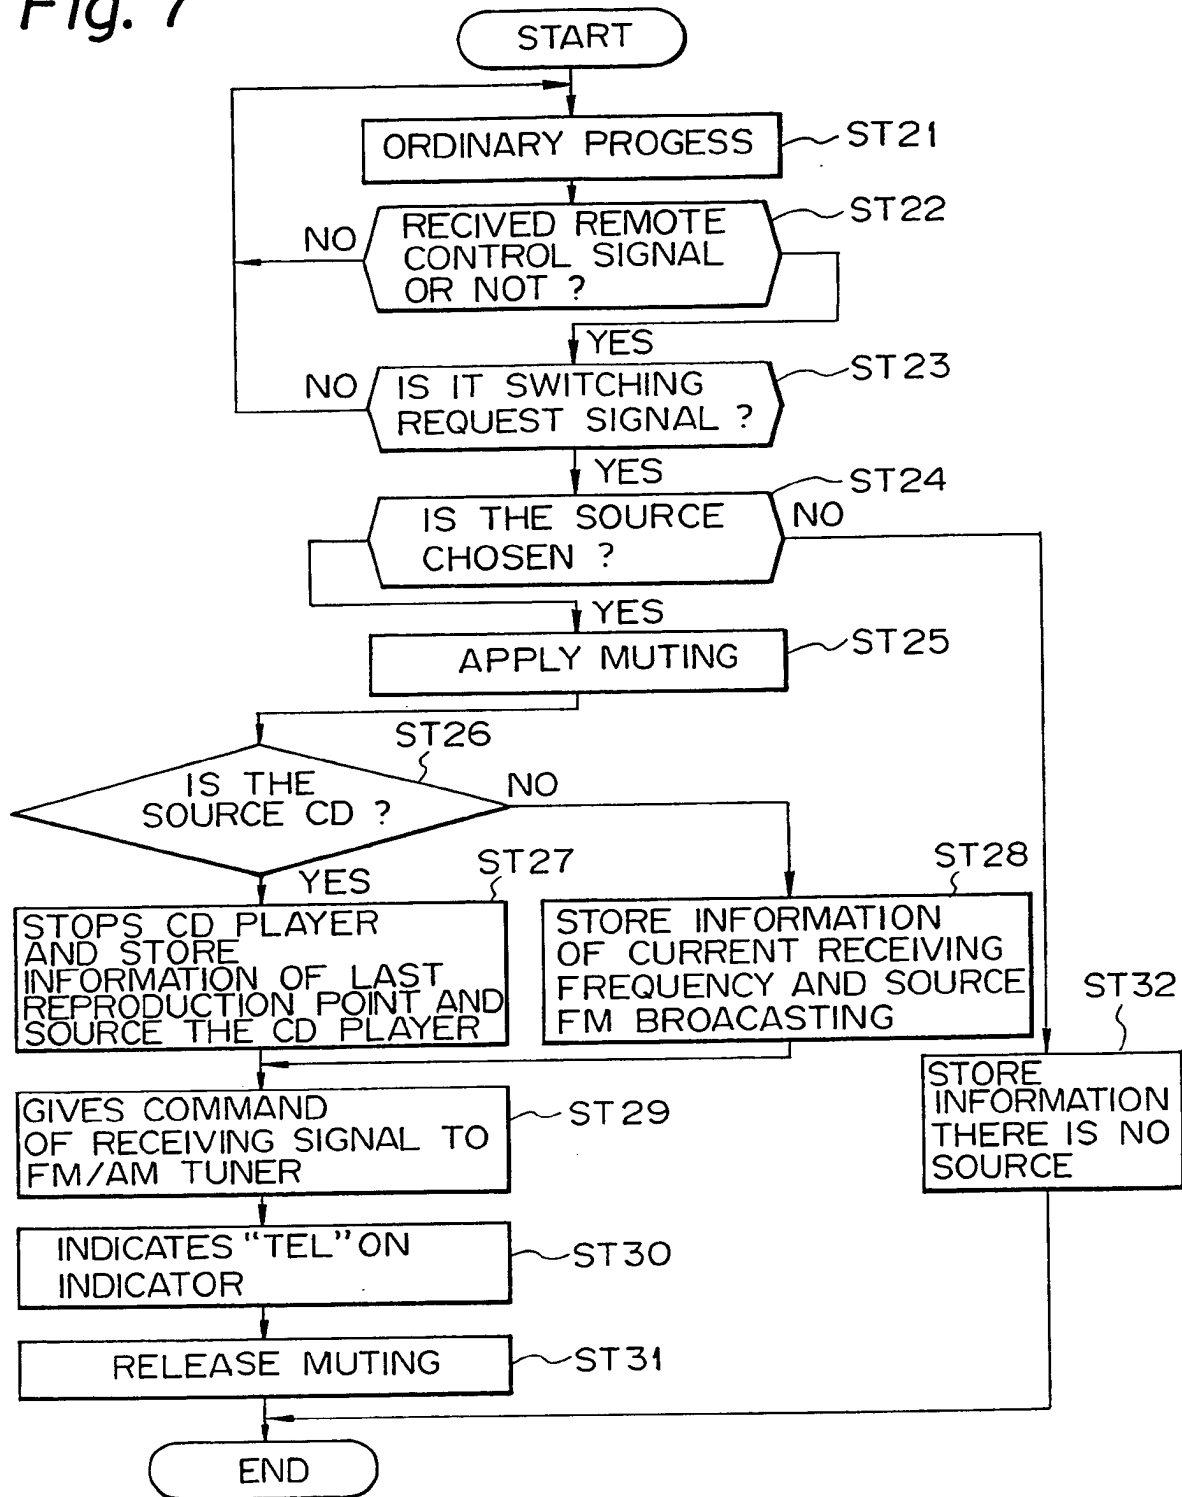 Fig. 7
START
ORDINARY PROGESS
ST21
RECIVED REMOTE
CONTROL SIGNAL
OR NOT ?
ST22
NO
YES
IS IT SWITCHING
REQUEST SIGNAL ?
ST23
NO
YES
IS THE SOURCE
CHOSEN ?
ST24
NO
YES
APPLY MUTING
ST25
IS THE
SOURCE CD ?
ST26
NO
YES
ST27
STOPS CD PLAYER
AND STORE
INFORMATION OF LAST
REPRODUCTION POINT AND
SOURCE THE CD PLAYER
ST28
STORE INFORMATION
OF CURRENT RECEIVING
FREQUENCY AND SOURCE
FM BROACASTING
ST32
STORE
INFORMATION
THERE IS NO
SOURCE
GIVES COMMAND
OF RECEIVING SIGNAL TO
FM/AM TUNER
ST29
INDICATES "TEL" ON
INDICATOR
ST30
RELEASE MUTING
ST31
END